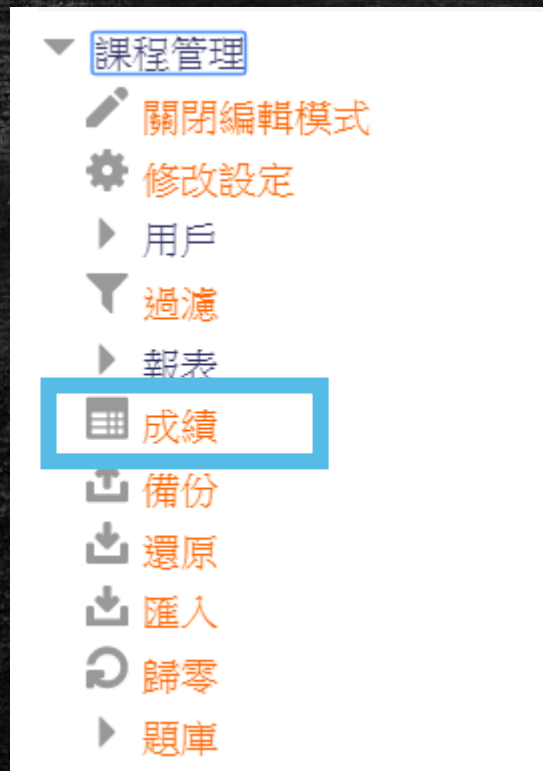 課程管理
關閉編輯模式
修改設定
用戶
過濾
報表
成績
備份
還原
匯入
歸零
題庫